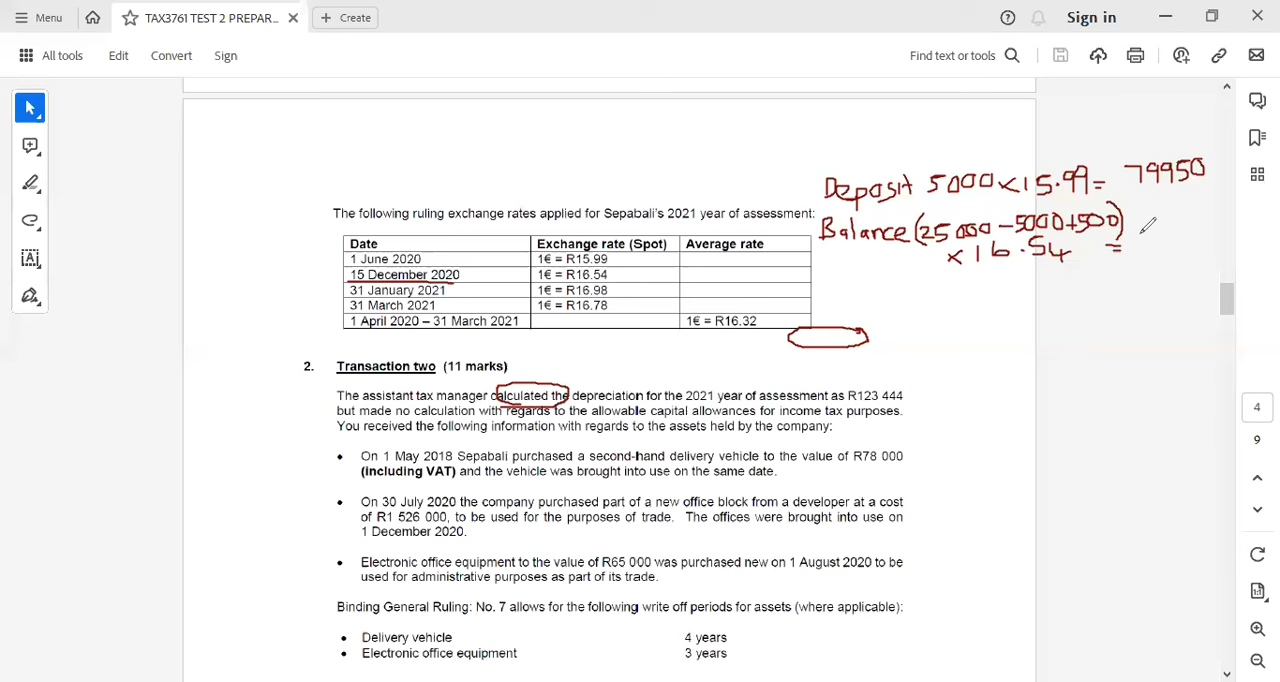 Menu
TAX3761 TEST 2 PREPAR...
Create
Sign in
All tools
Edit
Convert
Sign
Find text or tools
Deposit 5000 × 15.99 = 79950
Balance (25 000 - 5000 + 500)
× 16.54 =
The following ruling exchange rates applied for Sepabali's 2021 year of assessment:
Date Exchange rate (Spot) Average rate
1 June 2020 1€ = R15.99
15 December 2020 1€ = R16.54
31 January 2021 1€ = R16.98
31 March 2021 1€ = R16.78
1 April 2020 – 31 March 2021 1€ = R16.32
2. Transaction two (11 marks)
The assistant tax manager calculated the depreciation for the 2021 year of assessment as R123 444
but made no calculation with regards to the allowable capital allowances for income tax purposes.
You received the following information with regards to the assets held by the company:
• On 1 May 2018 Sepabali purchased a second-hand delivery vehicle to the value of R78 000
(including VAT) and the vehicle was brought into use on the same date.
• On 30 July 2020 the company purchased part of a new office block from a developer at a cost
of R1 526 000, to be used for the purposes of trade. The offices were brought into use on
1 December 2020.
• Electronic office equipment to the value of R65 000 was purchased new on 1 August 2020 to be
used for administrative purposes as part of its trade.
Binding General Ruling: No. 7 allows for the following write off periods for assets (where applicable):
• Delivery vehicle 4 years
• Electronic office equipment 3 years
4
9